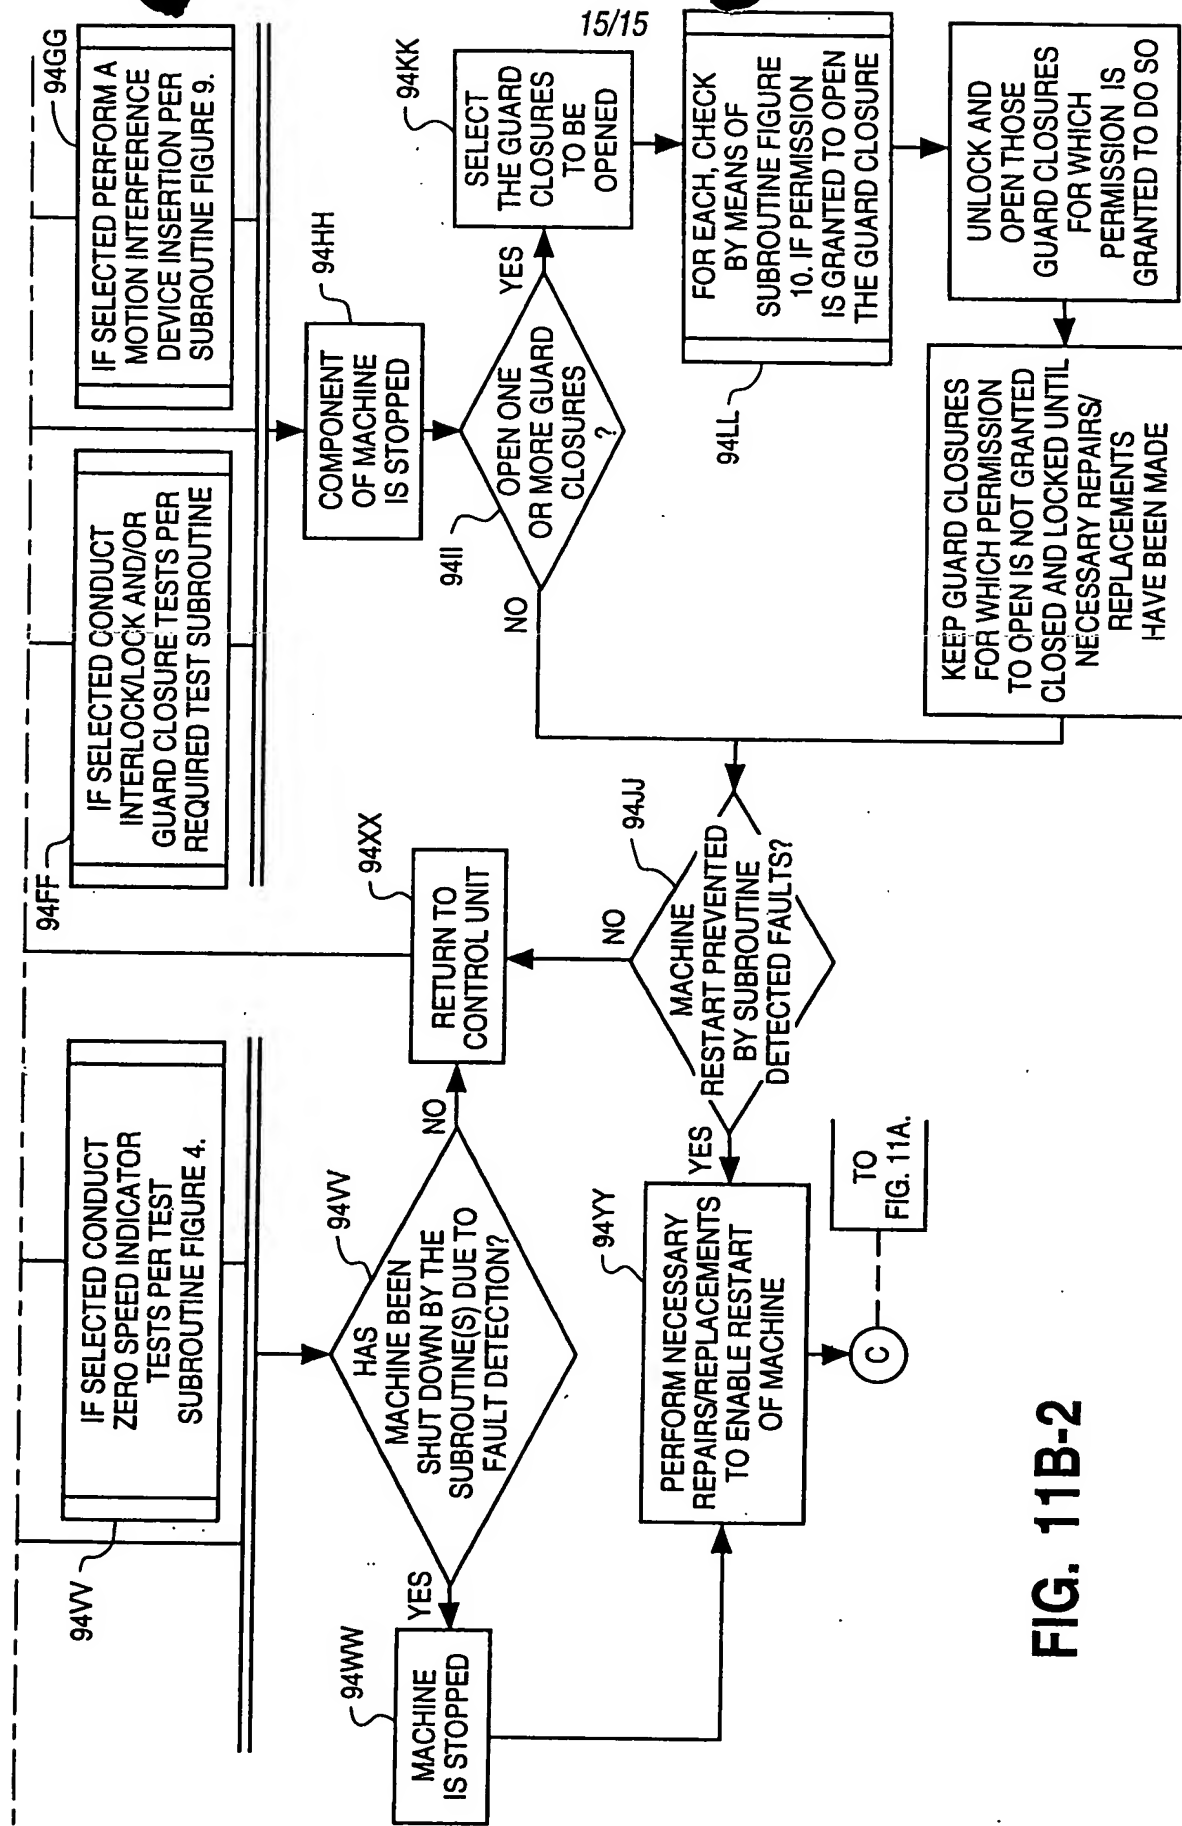 15/15
94VV
IF SELECTED CONDUCT
ZERO SPEED INDICATOR
TESTS PER TEST
SUBROUTINE FIGURE 4.
94FF
IF SELECTED CONDUCT
INTERLOCK/LOCK AND/OR
GUARD CLOSURE TESTS PER
REQUIRED TEST SUBROUTINE
94GG
IF SELECTED PERFORM A
MOTION INTERFERENCE
DEVICE INSERTION PER
SUBROUTINE FIGURE 9.
94VV
HAS
MACHINE BEEN
SHUT DOWN BY THE
SUBROUTINE(S) DUE TO
FAULT DETECTION?
YES
NO
94WW
MACHINE
IS STOPPED
94XX
RETURN TO
CONTROL UNIT
94HH
COMPONENT
OF MACHINE
IS STOPPED
94II
OPEN ONE
OR MORE GUARD
CLOSURES
?
NO
YES
94KK
SELECT
THE GUARD
CLOSURES
TO BE
OPENED
94LL
FOR EACH, CHECK
BY MEANS OF
SUBROUTINE FIGURE
10. IF PERMISSION
IS GRANTED TO OPEN
THE GUARD CLOSURE
UNLOCK AND
OPEN THOSE
GUARD CLOSURES
FOR WHICH
PERMISSION IS
GRANTED TO DO SO
KEEP GUARD CLOSURES
FOR WHICH PERMISSION
TO OPEN IS NOT GRANTED
CLOSED AND LOCKED UNTIL
NECESSARY REPAIRS/
REPLACEMENTS
HAVE BEEN MADE
94JJ
MACHINE
RESTART PREVENTED
BY SUBROUTINE
DETECTED FAULTS?
NO
YES
94YY
PERFORM NECESSARY
REPAIRS/REPLACEMENTS
TO ENABLE RESTART
OF MACHINE
C
TO
FIG. 11A.
FIG. 11B-2